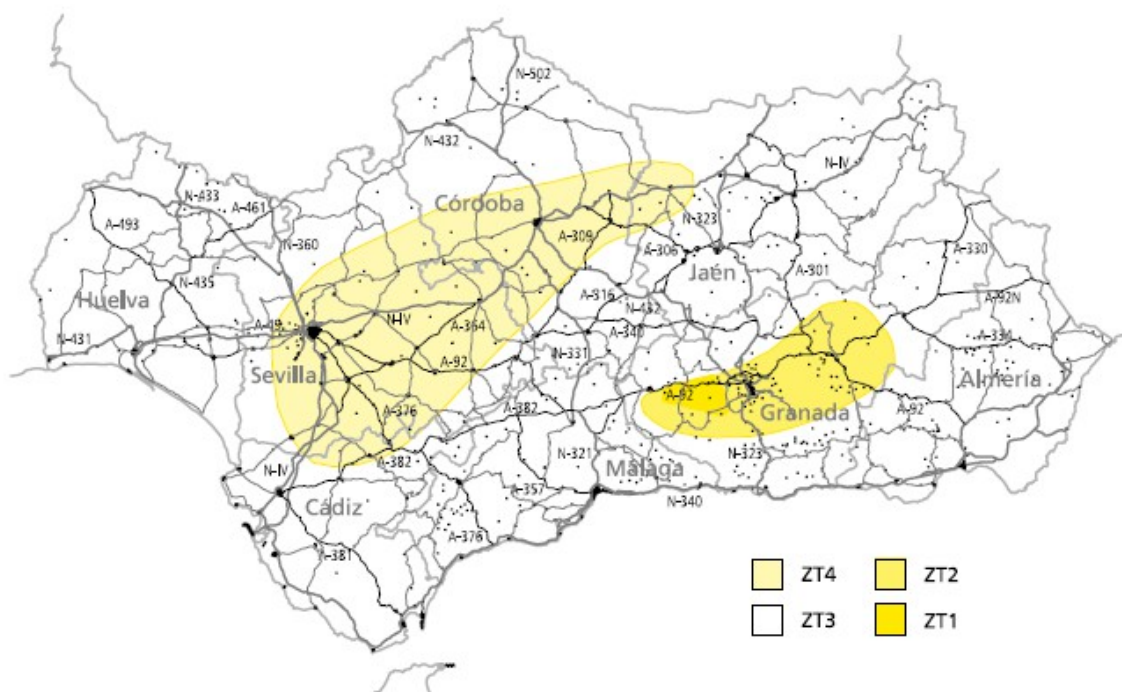 N-502
N-432
N-IV
N-433
A-461
A-493
Córdoba
N-323
N-360
A-309
A-306
A-330
Jaén
A-301
N-435
Huelva
A-92N
A-316
N-432
N-IV
A-364
A-49
A-340
N-431
N-331
A-334
Sevilla
A-92
Almería
A-92
A-376
A-382
Granada
A-92
N-323
N-321
A-382
Málaga
N-IV
A-357
N-340
Cádiz
A-376
A-381
ZT4
ZT2
ZT3
ZT1